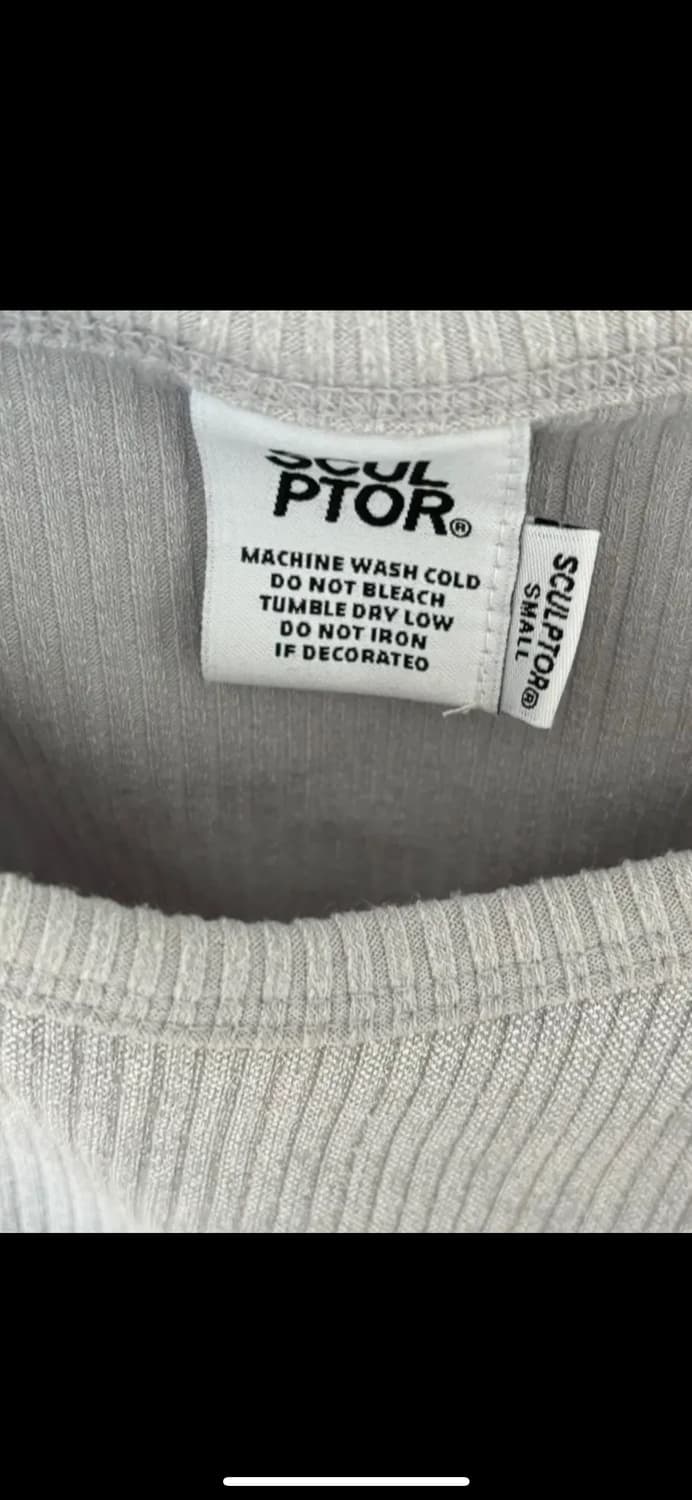 SCUL
PTOR®
MACHINE WASH COLD
DO NOT BLEACH
TUMBLE DRY LOW
DO NOT IRON
IF DECORATED
SCULPTOR®
SMALL